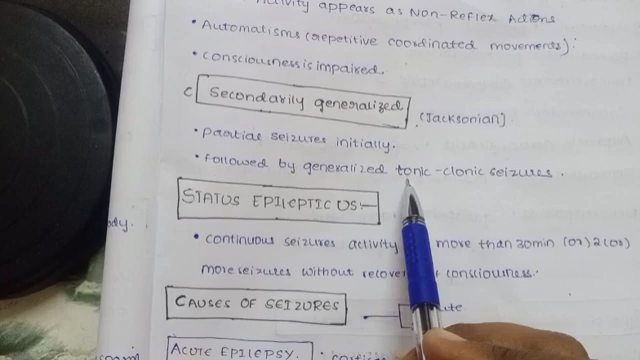 activity appears as Non-Reflex Actions
• Automatisms (repetitive coordinated movements):
• consciousness is impaired.
c Secondarily generalized (Jacksonian).
• partial seizures initially.
• followed by generalized tonic-clonic seizures.
STATUS EPILEPTICUS:-
• continuous seizures activity more than 30min (or) 2 (or)
more seizures without of consciousness.
CAUSES OF SEIZURES
ACUTE EPILEPSY.